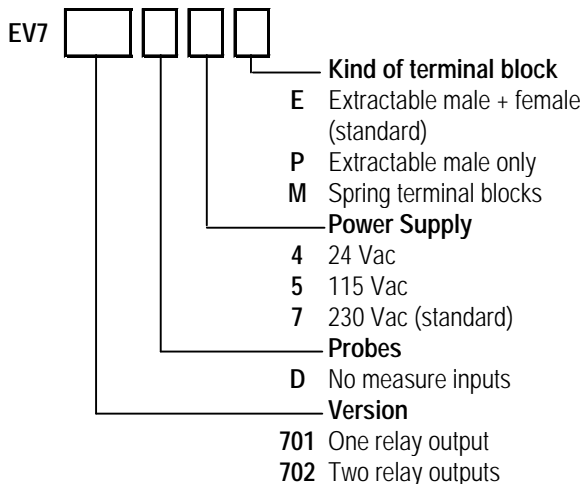 EV7
Kind of terminal block
E Extractable male + female
(standard)
P Extractable male only
M Spring terminal blocks
Power Supply
4 24 Vac
5 115 Vac
7 230 Vac (standard)
Probes
D No measure inputs
Version
701 One relay output
702 Two relay outputs